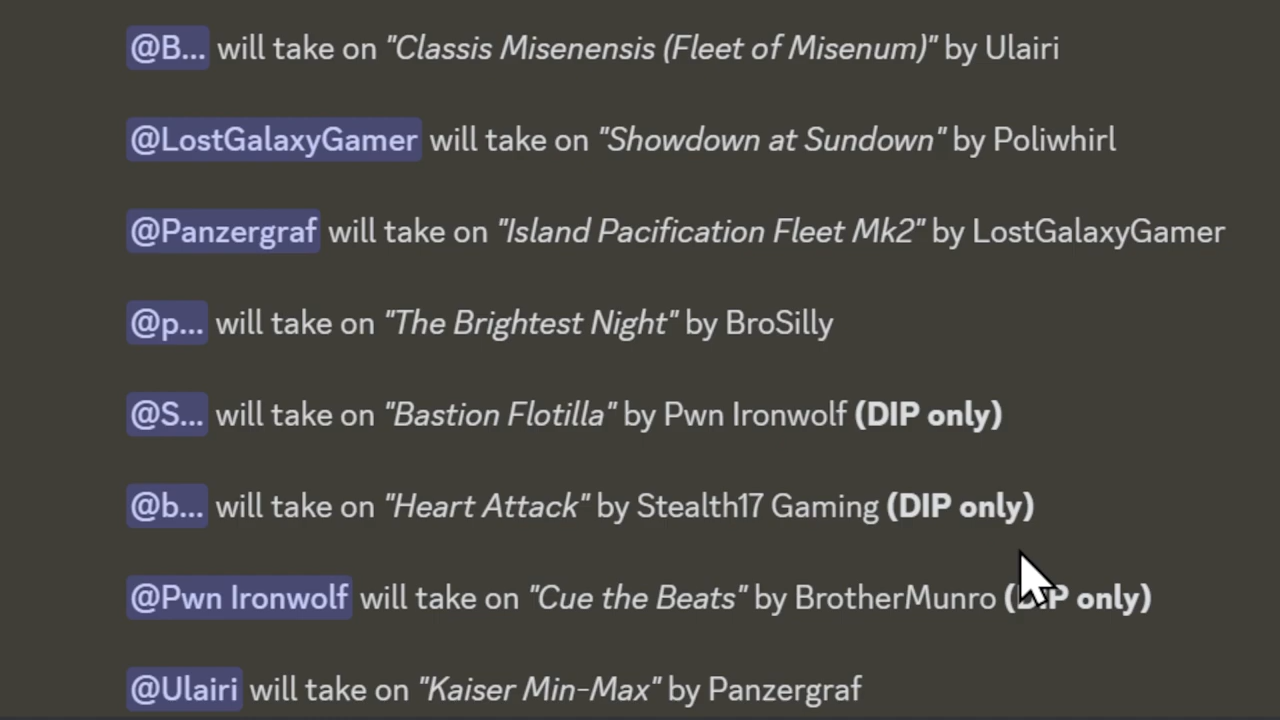 @B... will take on "Classis Misenensis (Fleet of Misenum)" by Ulairi
@LostGalaxyGamer will take on "Showdown at Sundown" by Poliwhirl
@Panzergraf will take on "Island Pacification Fleet Mk2" by LostGalaxyGamer
@p... will take on "The Brightest Night" by BroSilly
@S... will take on "Bastion Flotilla" by Pwn Ironwolf (DIP only)
@b... will take on "Heart Attack" by Stealth17 Gaming (DIP only)
@Pwn Ironwolf will take on "Cue the Beats" by BrotherMunro (DIP only)
@Ulairi will take on "Kaiser Min-Max" by Panzergraf